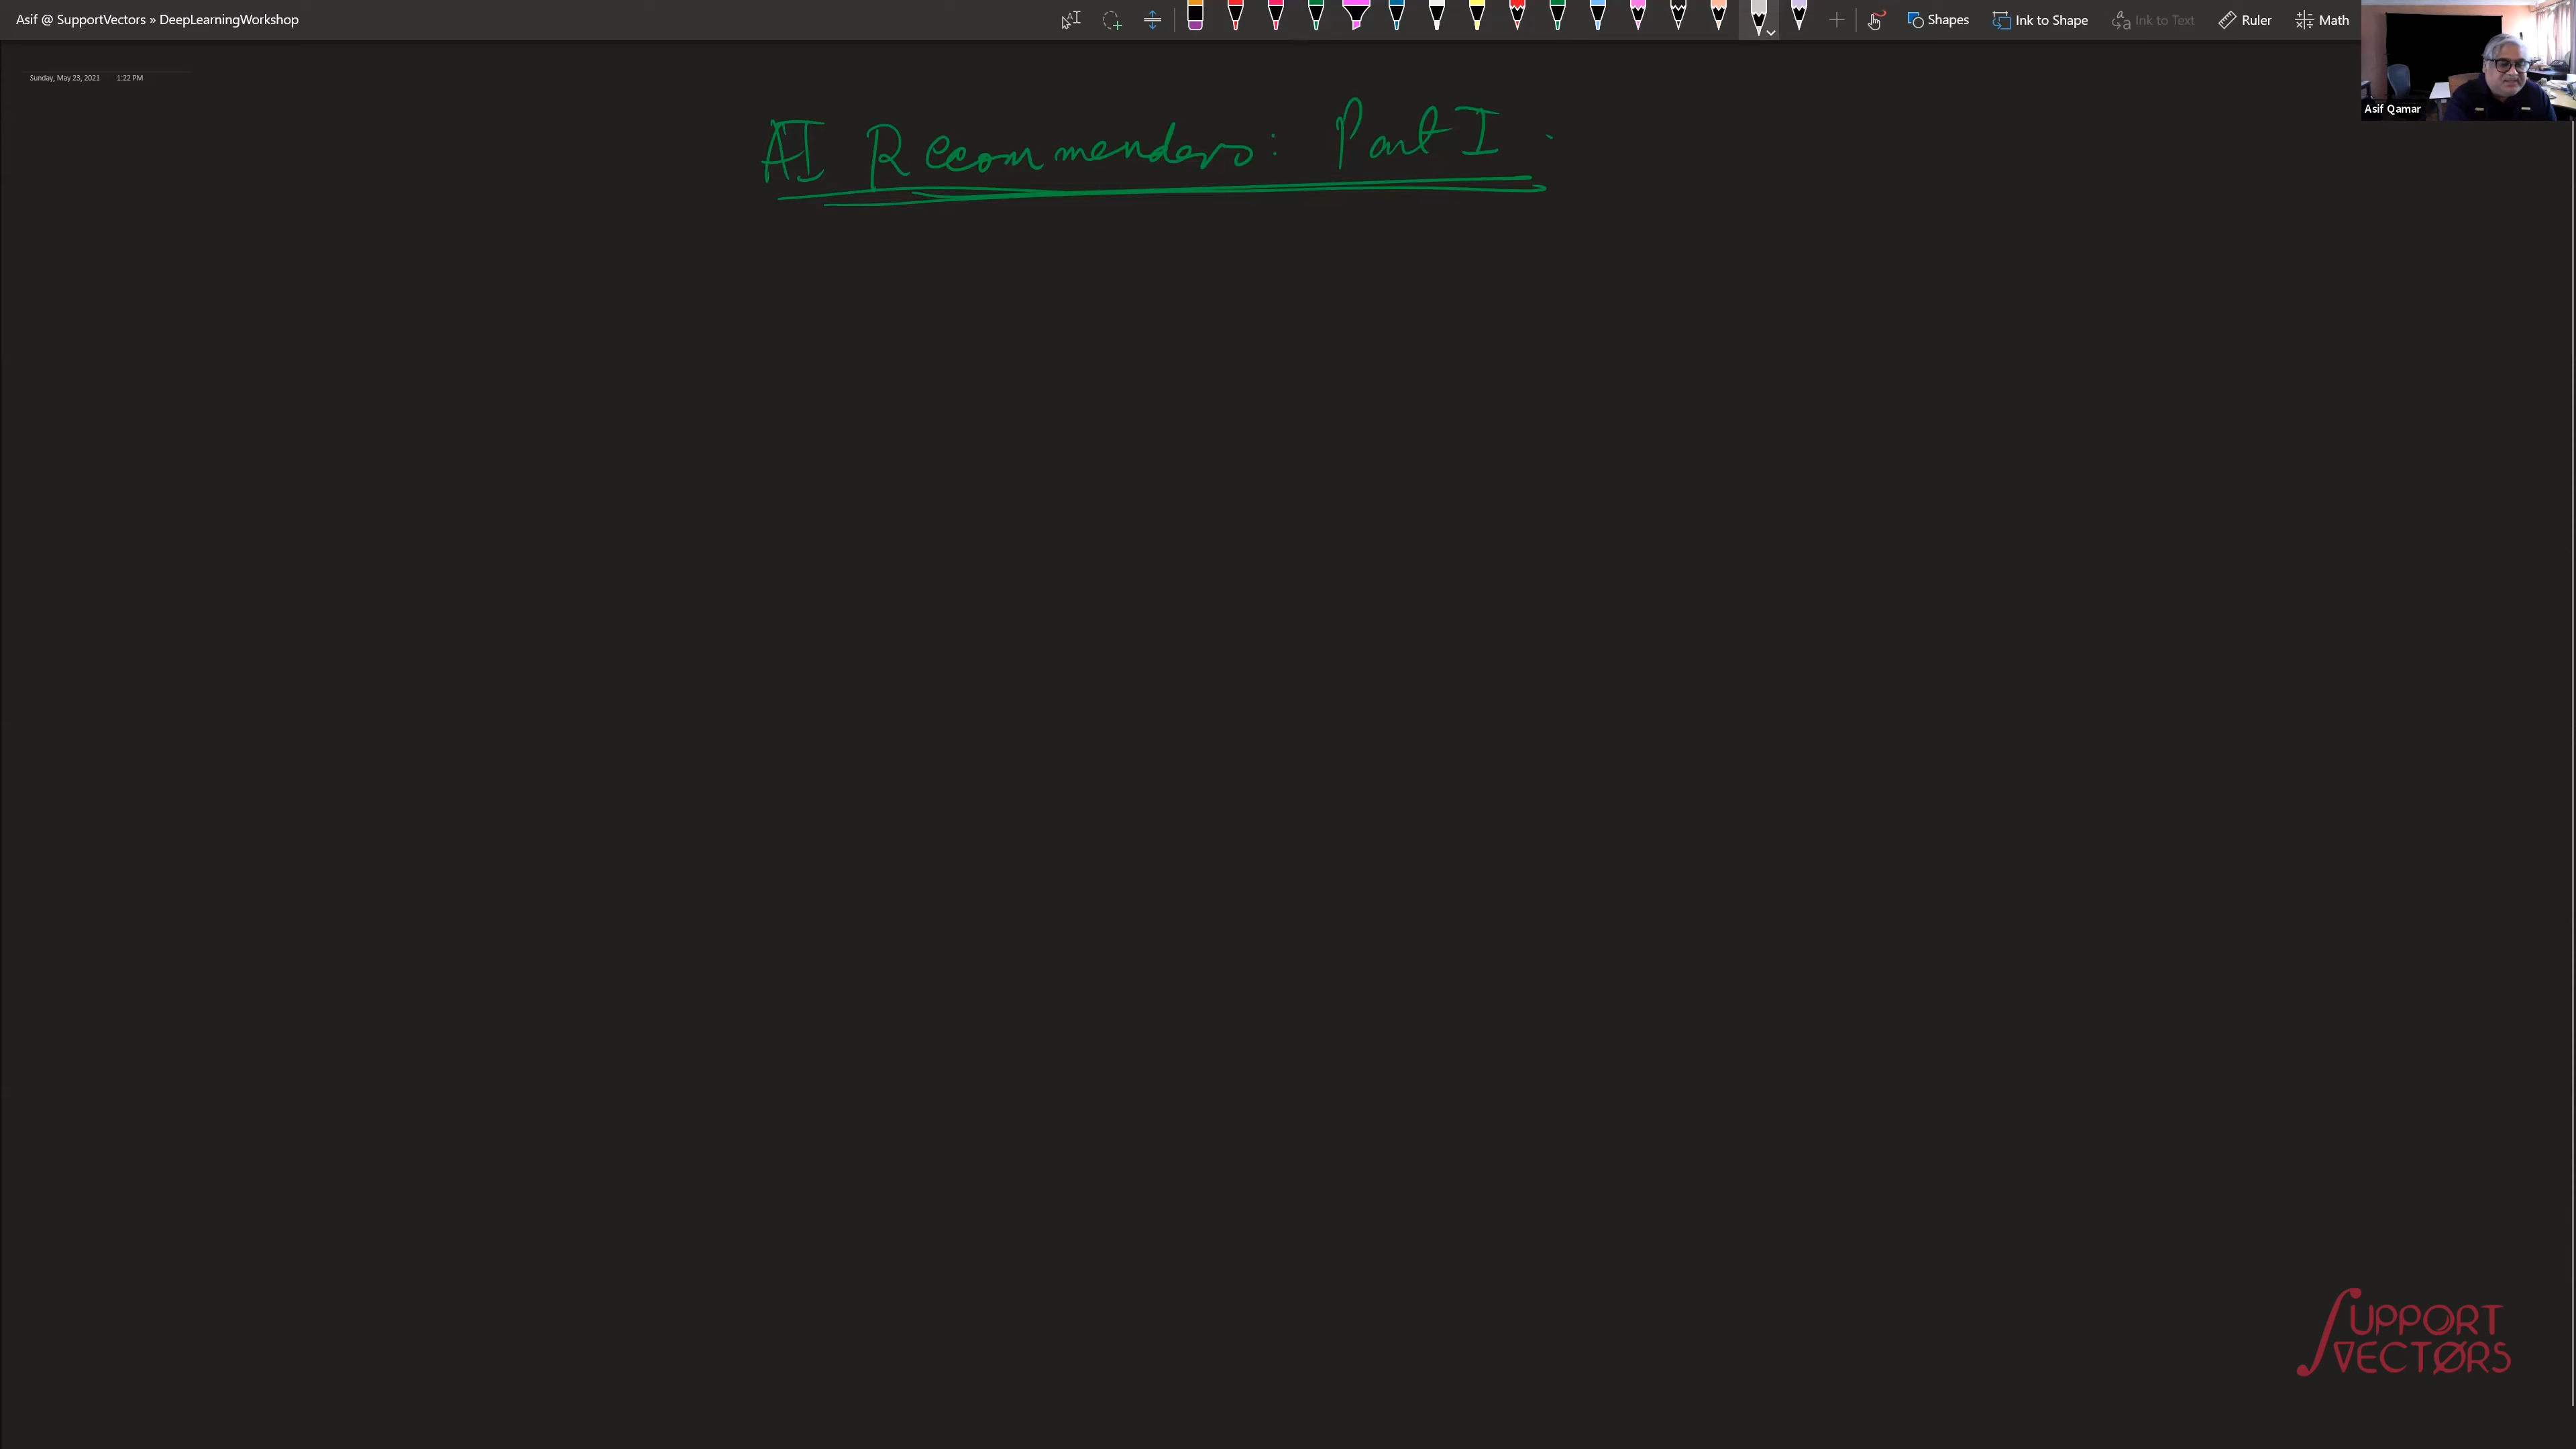 Asif @ SupportVectors » DeepLearningWorkshop
Shapes
Ink to Shape
Ink to Text
Ruler
Math
Asif Qamar
Sunday, May 23, 2021 1:22 PM
AI Recommenders: Part I
SUPPORT
VECTORS